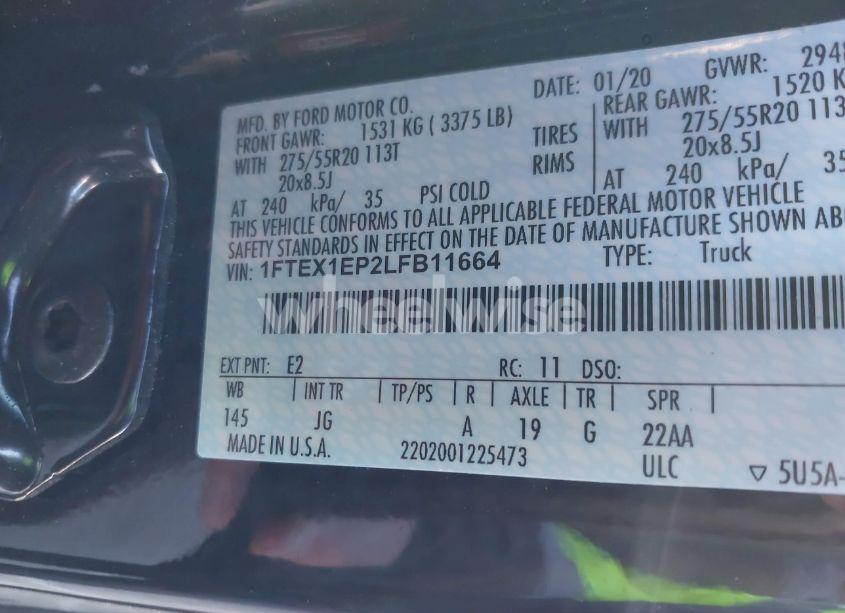 MFD. BY FORD MOTOR CO.
DATE: 01/20 GVWR: 2948
FRONT GAWR: 1531 KG ( 3375 LB)
REAR GAWR: 1520 K
WITH 275/55R20 113T TIRES WITH 275/55R20 113
20x8.5J RIMS 20x8.5J
AT 240 kPa/ 35 PSI COLD AT 240 kPa/ 35
THIS VEHICLE CONFORMS TO ALL APPLICABLE FEDERAL MOTOR VEHICLE
SAFETY STANDARDS IN EFFECT ON THE DATE OF MANUFACTURE SHOWN ABO
VIN: 1FTEX1EP2LFB11664 TYPE: Truck
wheelwise
EXT PNT: E2 RC: 11 DSO:
WB | INT TR | TP/PS | R | AXLE | TR | SPR |
145 JG A 19 G 22AA
MADE IN U.S.A. 2202001225473 ULC ▽ 5U5A-